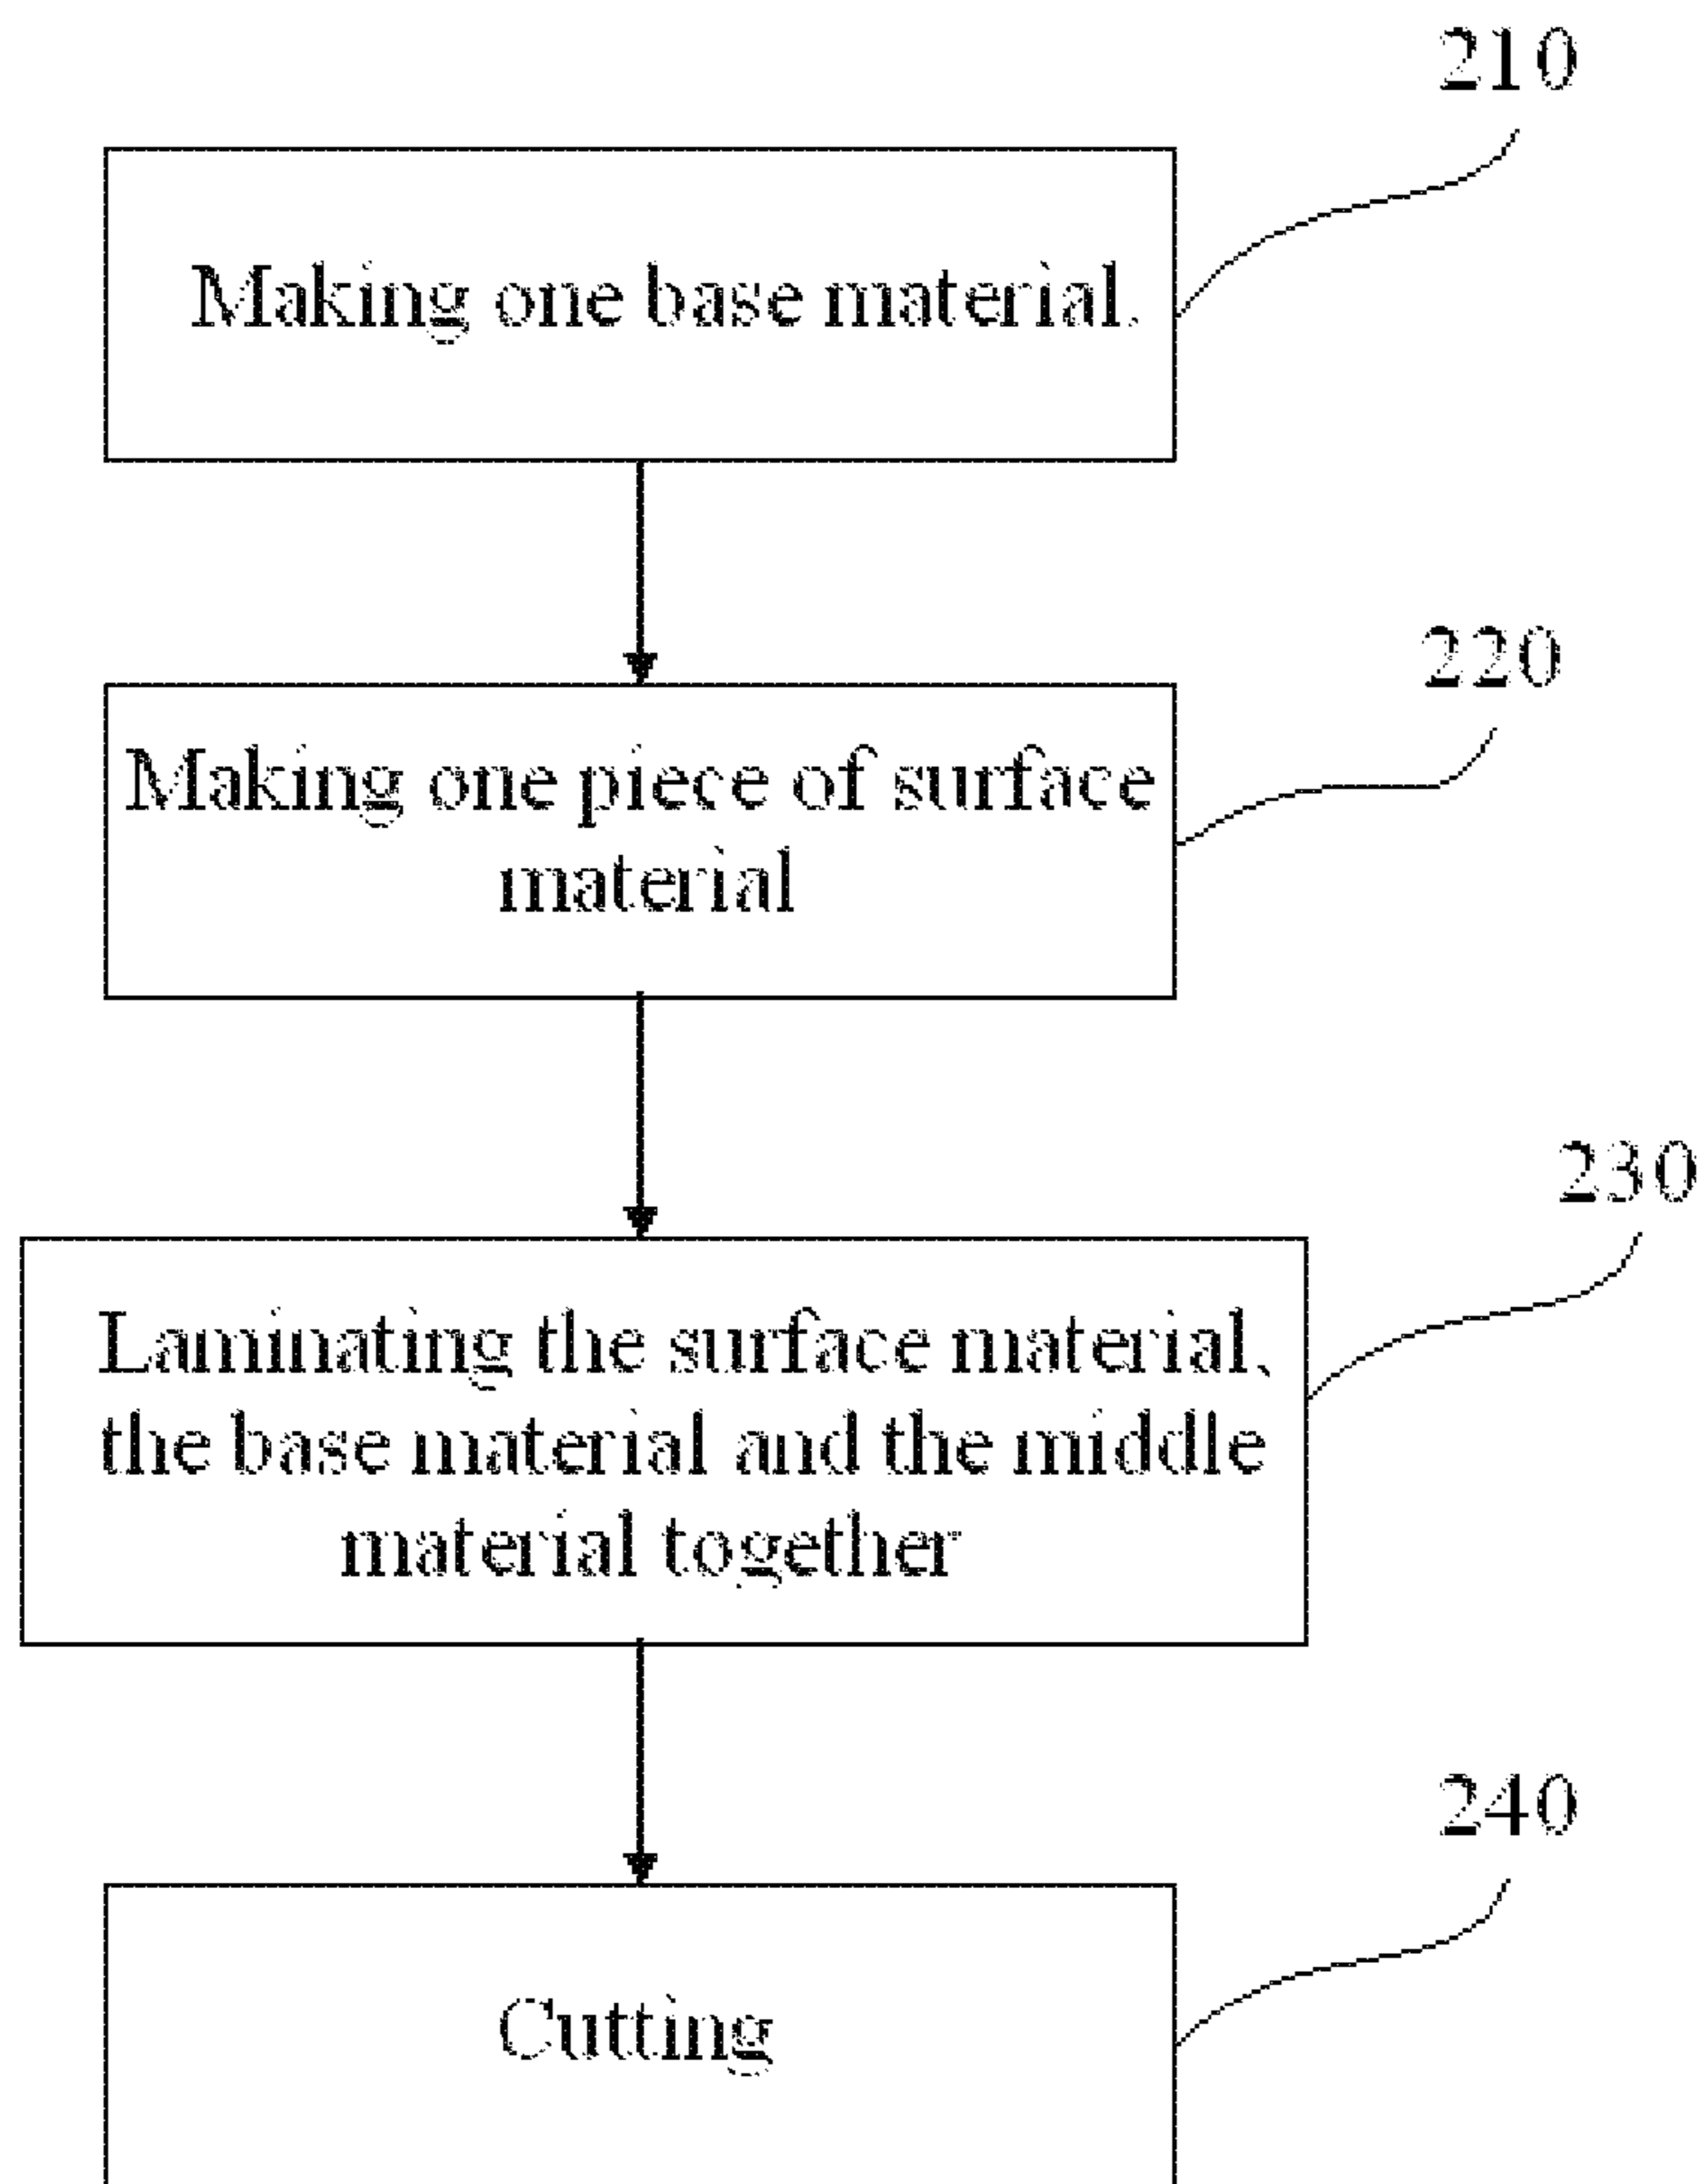 210
Making one base material.
220
Making one piece of surface
material
230
Laminating the surface material,
the base material and the middle
material together
240
Cutting